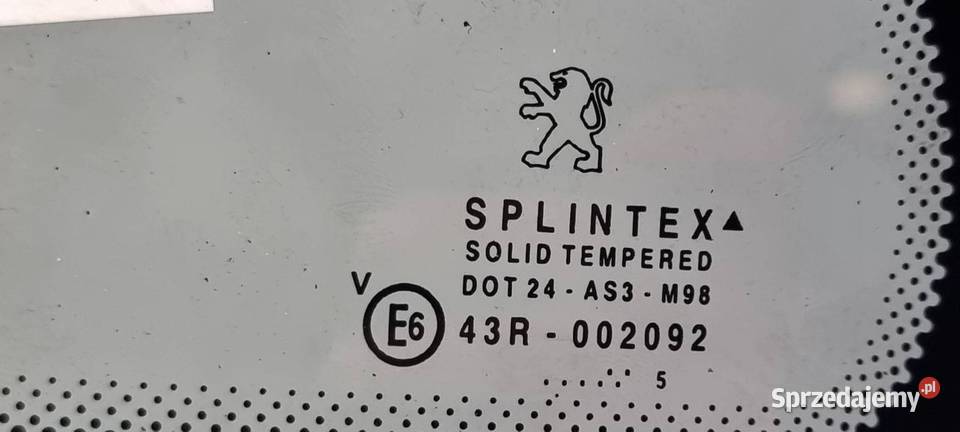 SPLINTEX▲
SOLID TEMPERED
DOT 24 - AS3 - M98
V E6 43R - 002092
.....:' 5
Sprzedajemy.pl